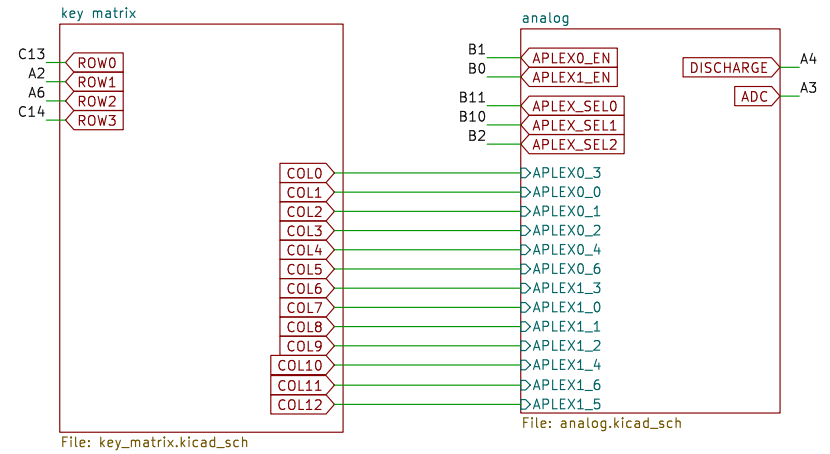 key matrix
C13
ROW0
A2
ROW1
A6
ROW2
C14
ROW3
COL0
COL1
COL2
COL3
COL4
COL5
COL6
COL7
COL8
COL9
COL10
COL11
COL12
File: key_matrix.kicad_sch
analog
B1
APLEX0_EN
B0
APLEX1_EN
B11
APLEX_SEL0
B10
APLEX_SEL1
B2
APLEX_SEL2
DISCHARGE
A4
ADC
A3
APLEX0_3
APLEX0_0
APLEX0_1
APLEX0_2
APLEX0_4
APLEX0_6
APLEX1_3
APLEX1_0
APLEX1_1
APLEX1_2
APLEX1_4
APLEX1_6
APLEX1_5
File: analog.kicad_sch